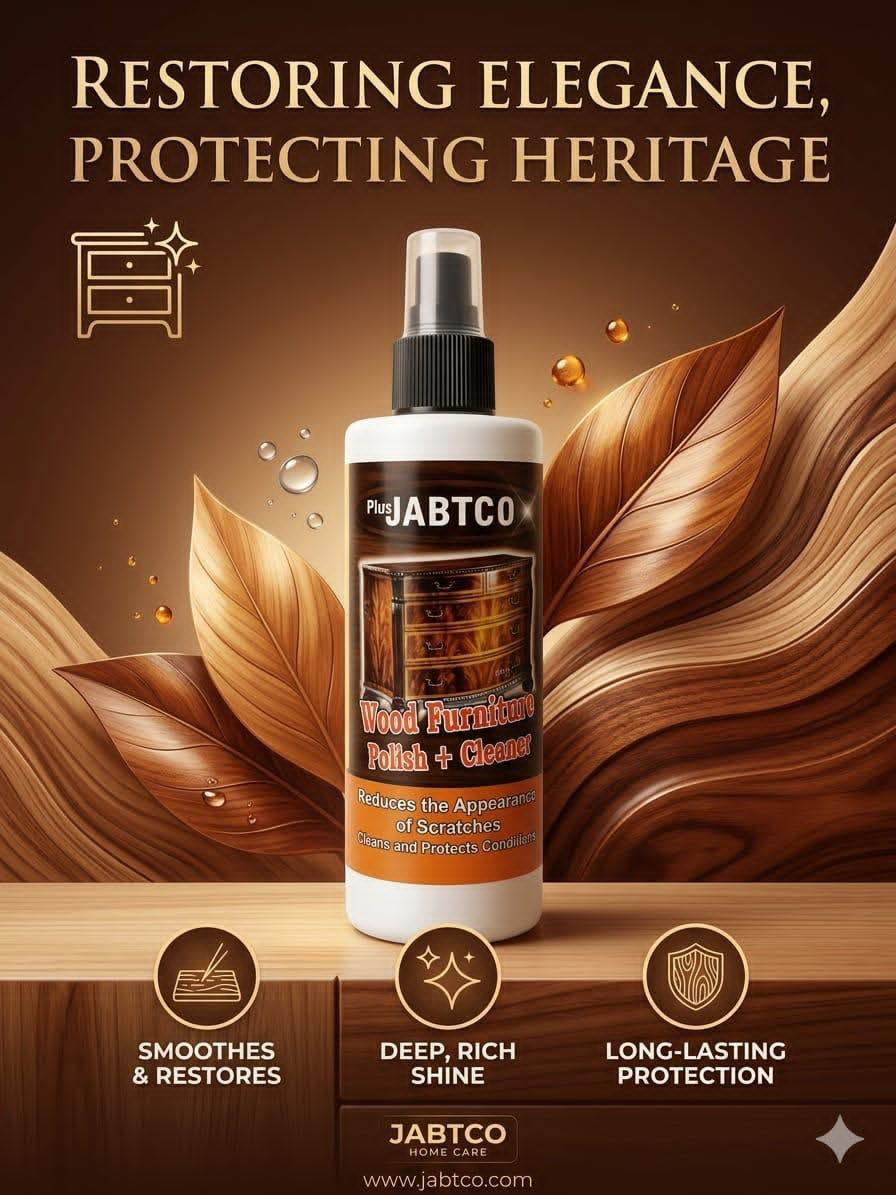 RESTORING ELEGANCE,
PROTECTING HERITAGE
Plus JABTCO
Wood Furniture
Polish + Cleaner
Reduces the Appearance
of Scratches
Cleans and Protects Conditions
SMOOTHES
& RESTORES
DEEP, RICH
SHINE
LONG-LASTING
PROTECTION
JABTCO
HOME CARE
www.jabtco.com